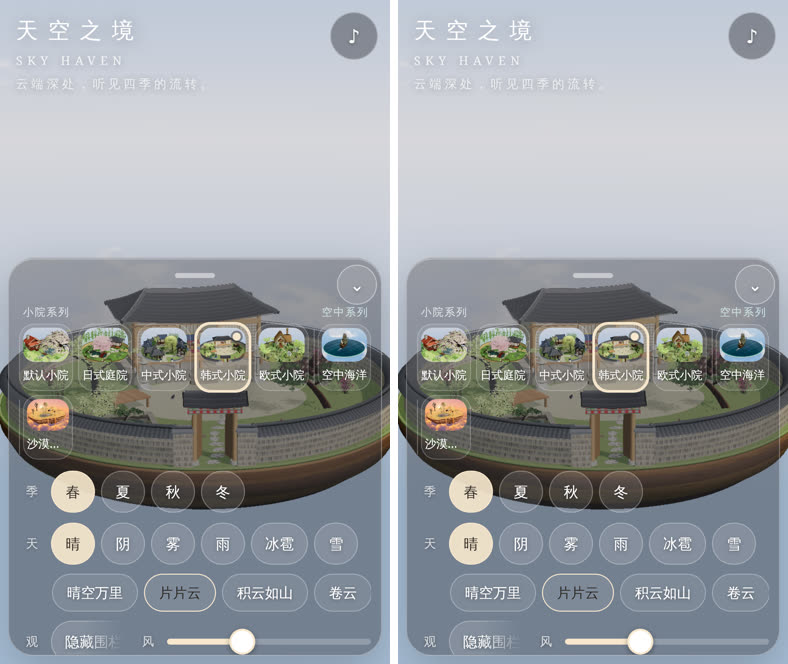 天空之境
SKY HAVEN
云端深处，听见四季的流转。
♪
小院系列 空中系列
默认小院 日式庭院 中式小院 韩式小院 欧式小院 空中海洋
沙漠...
季 春 夏 秋 冬
天 晴 阴 雾 雨 冰雹 雪
晴空万里 片片云 积云如山 卷云
观 隐藏围栏 风
天空之境
SKY HAVEN
云端深处，听见四季的流转。
♪
小院系列 空中系列
默认小院 日式庭院 中式小院 韩式小院 欧式小院 空中海洋
沙漠...
季 春 夏 秋 冬
天 晴 阴 雾 雨 冰雹 雪
晴空万里 片片云 积云如山 卷云
观 隐藏围栏 风